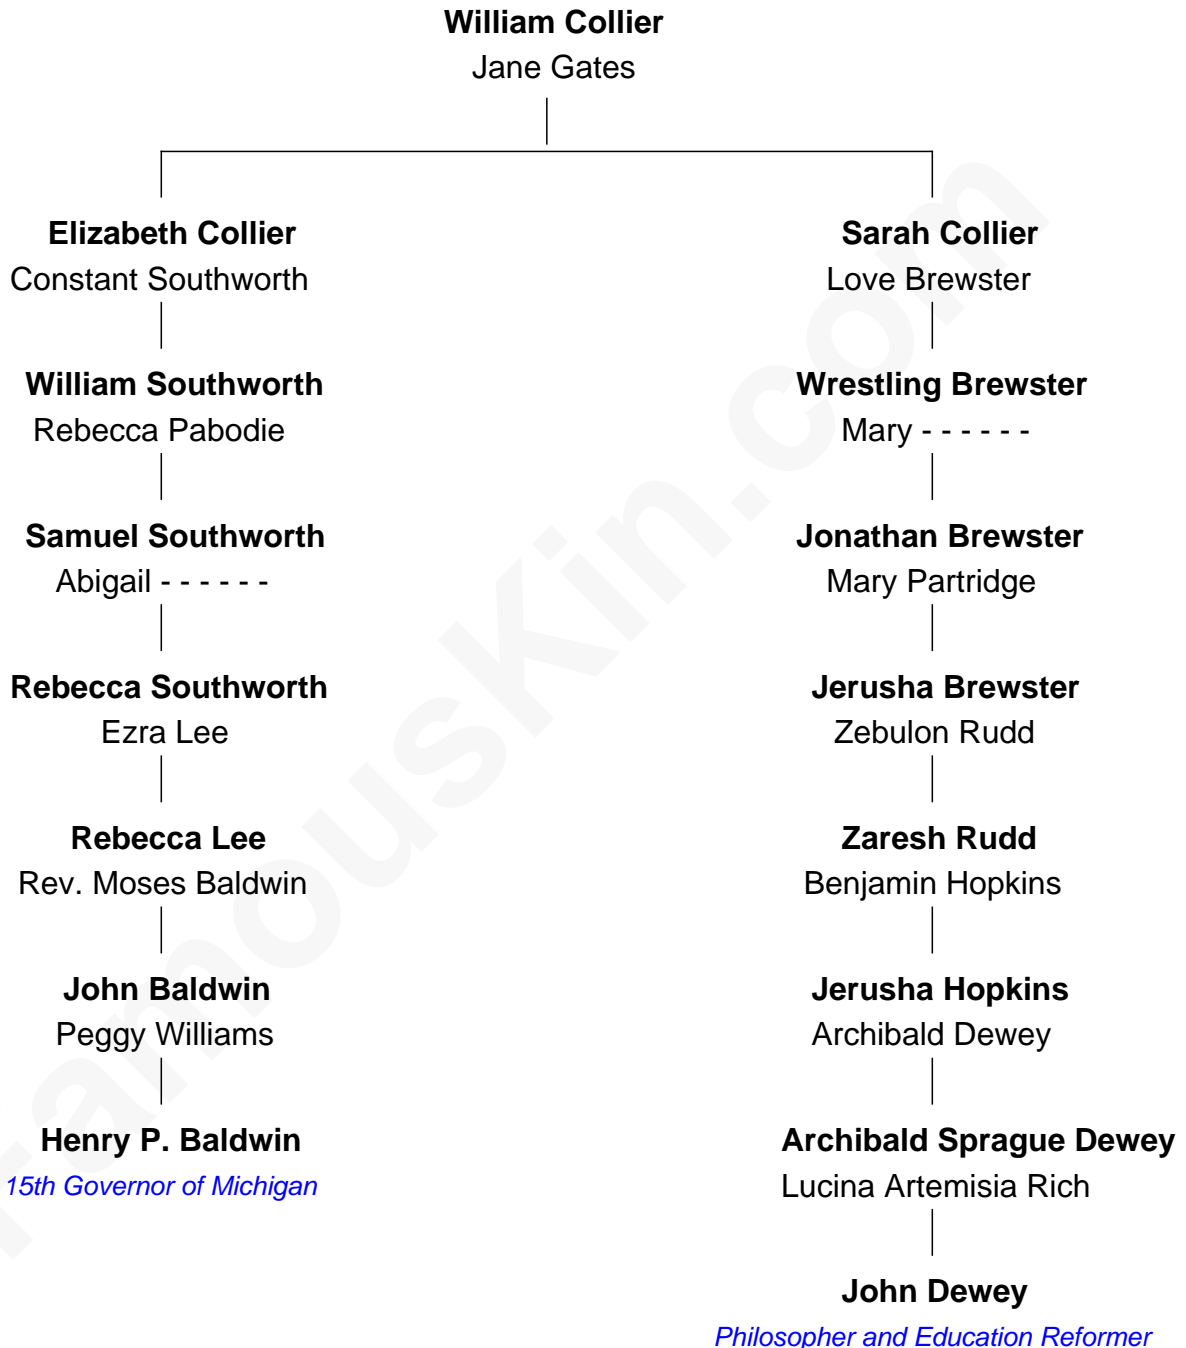 William Collier
Jane Gates
Elizabeth Collier
Constant Southworth
Sarah Collier
Love Brewster
William Southworth
Rebecca Pabodie
Wrestling Brewster
Mary - - - - - -
Samuel Southworth
Abigail - - - - - -
Jonathan Brewster
Mary Partridge
Rebecca Southworth
Ezra Lee
Jerusha Brewster
Zebulon Rudd
Rebecca Lee
Rev. Moses Baldwin
Zaresh Rudd
Benjamin Hopkins
John Baldwin
Peggy Williams
Jerusha Hopkins
Archibald Dewey
Henry P. Baldwin
15th Governor of Michigan
Archibald Sprague Dewey
Lucina Artemisia Rich
John Dewey
Philosopher and Education Reformer
FamousKin.com